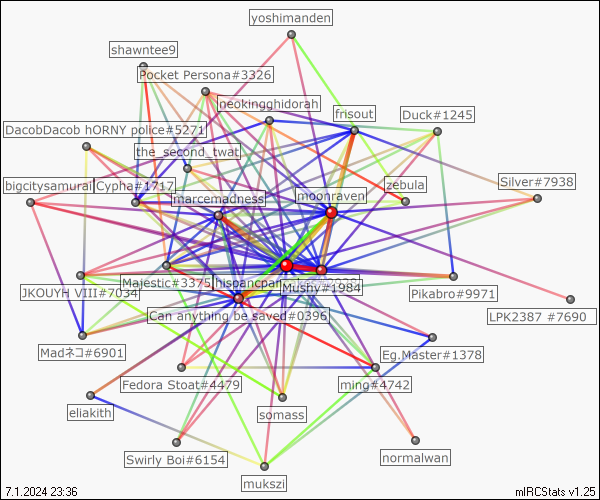 yoshimanden
shawntee9
Pocket Persona#3326
neokingghidorah
frisout
Duck#1245
DacobDacob hORNY police#5271
the_second_twat
bigcitysamurai
Cypha#1717
marcemadness
moonraven
zebula
Silver#7938
JKOUYH VIII#7034
Majestic#3375
hispancpan
Mushy#1984
Pikabro#9971
LPK2387 #7690
Can anything be saved#0396
Madネコ#6901
Eg.Master#1378
Fedora Stoat#4479
ming#4742
eliakith
somass
Swirly Boi#6154
normalwan
mukszi
7.1.2024 23:36
mIRCStats v1.25